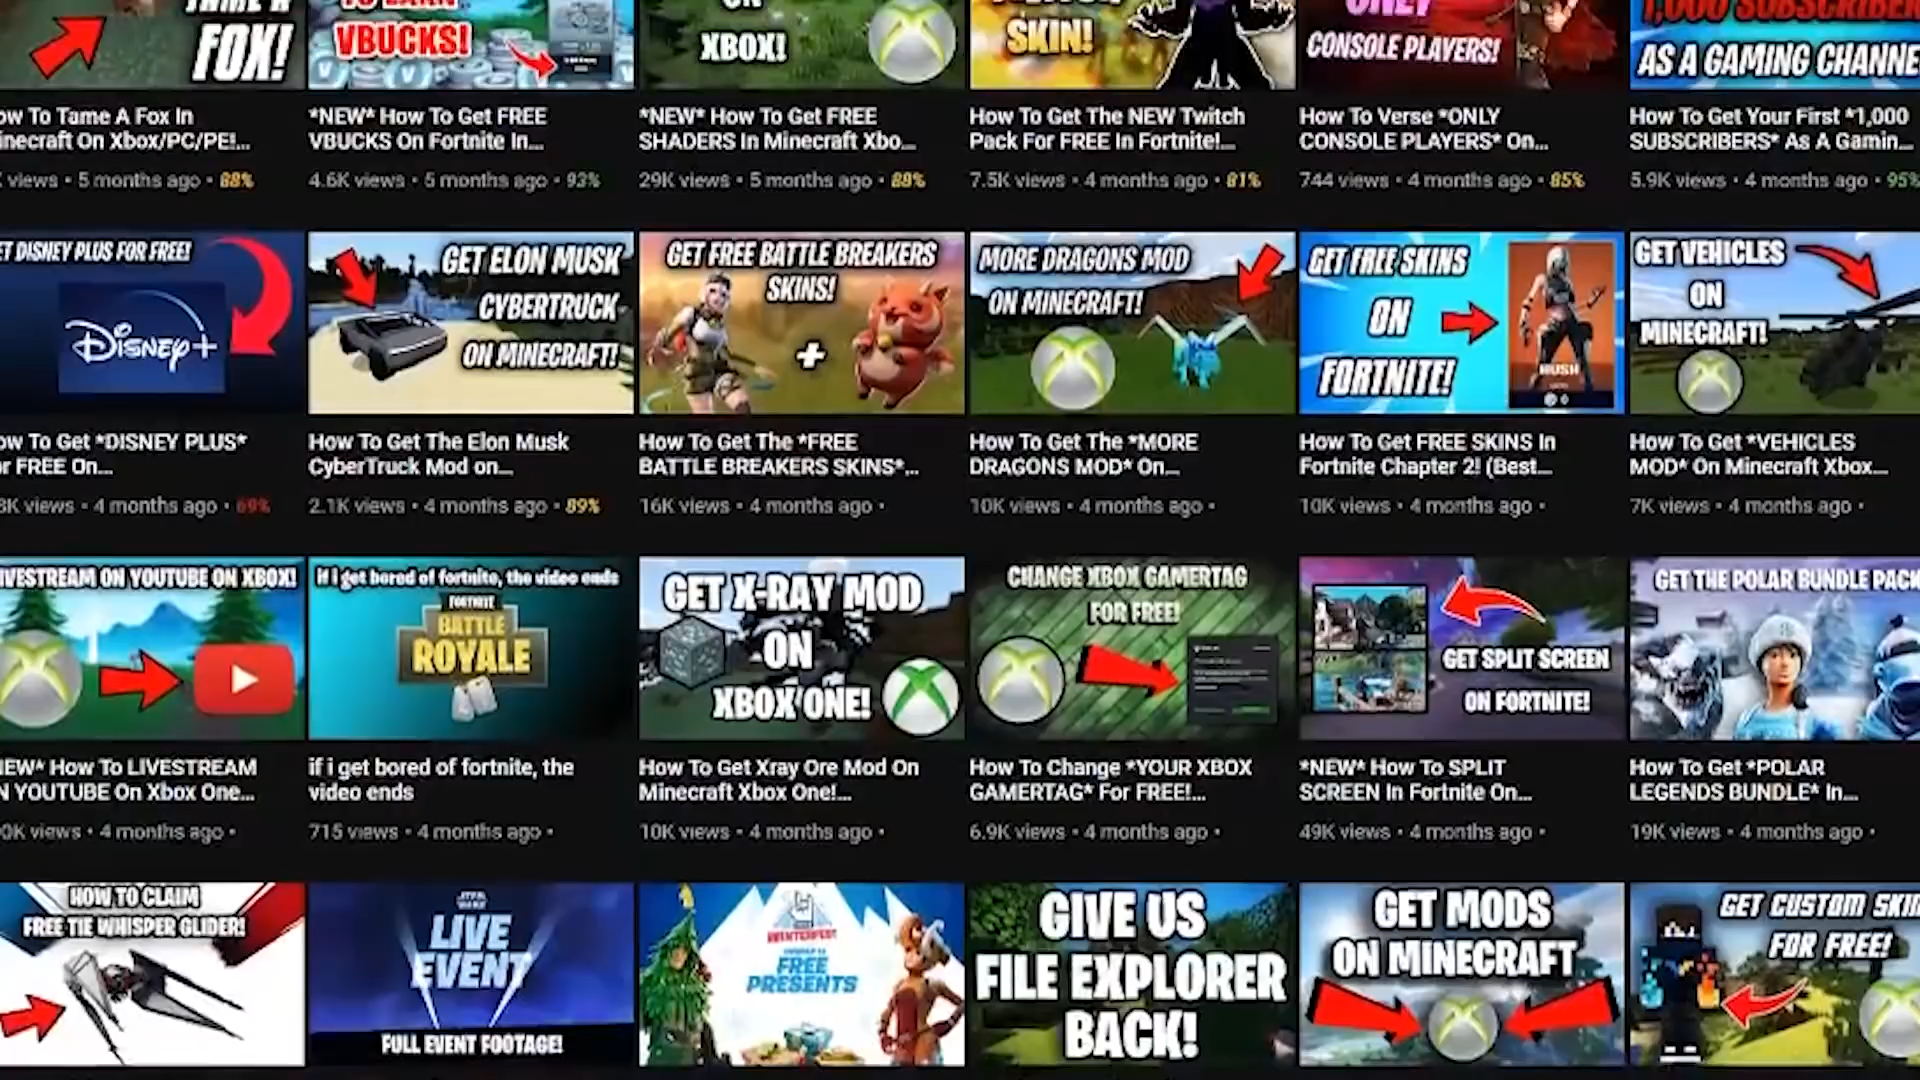 TAME A
FOX!
TO EARN
VBUCKS!
ON
XBOX!
SKIN!
ONLY
CONSOLE PLAYERS!
1,000 SUBSCRIBER
AS A GAMING CHANNE
ow To Tame A Fox In
inecraft On Xbox/PC/PE!...
views • 5 months ago • 88%
*NEW* How To Get FREE
VBUCKS On Fortnite In...
4.6K views • 5 months ago • 93%
*NEW* How To Get FREE
SHADERS In Minecraft Xbo...
29K views • 5 months ago • 88%
How To Get The NEW Twitch
Pack For FREE In Fortnite!...
7.5K views • 4 months ago • 81%
How To Verse *ONLY
CONSOLE PLAYERS* On...
744 views • 4 months ago • 85%
How To Get Your First *1,000
SUBSCRIBERS* As A Gamin...
5.9K views • 4 months ago • 95%
ET DISNEY PLUS FOR FREE!
Disney+
GET ELON MUSK
CYBERTRUCK
ON MINECRAFT!
GET FREE BATTLE BREAKERS
SKINS!
+
MORE DRAGONS MOD
ON MINECRAFT!
GET FREE SKINS
ON
FORTNITE!
HUSH
GET VEHICLES
ON
MINECRAFT!
ow To Get *DISNEY PLUS*
r FREE On...
8K views • 4 months ago • 69%
How To Get The Elon Musk
CyberTruck Mod on...
2.1K views • 4 months ago • 89%
How To Get The *FREE
BATTLE BREAKERS SKINS*...
16K views • 4 months ago •
How To Get The *MORE
DRAGONS MOD* On...
10K views • 4 months ago •
How To Get FREE SKINS In
Fortnite Chapter 2! (Best...
10K views • 4 months ago •
How To Get *VEHICLES
MOD* On Minecraft Xbox...
7K views • 4 months ago •
IVESTREAM ON YOUTUBE ON XBOX!
if i get bored of fortnite, the video ends
FORTNITE
BATTLE
ROYALE
GET X-RAY MOD
ON
XBOX ONE!
CHANGE XBOX GAMERTAG
FOR FREE!
GET SPLIT SCREEN
ON FORTNITE!
GET THE POLAR BUNDLE PACK
NEW* How To LIVESTREAM
N YOUTUBE On Xbox One...
0K views • 4 months ago •
if i get bored of fortnite, the
video ends
715 views • 4 months ago •
How To Get Xray Ore Mod On
Minecraft Xbox One!...
10K views • 4 months ago •
How To Change *YOUR XBOX
GAMERTAG* For FREE!...
6.9K views • 4 months ago •
*NEW* How To SPLIT
SCREEN In Fortnite On...
49K views • 4 months ago •
How To Get *POLAR
LEGENDS BUNDLE* In...
19K views • 4 months ago •
HOW TO CLAIM
FREE TIE WHISPER GLIDER!
STAR
WARS
LIVE
EVENT
FULL EVENT FOOTAGE!
WINTERFEST
FREE
PRESENTS
GIVE US
FILE EXPLORER
BACK!
GET MODS
ON MINECRAFT
GET CUSTOM SKIN
FOR FREE!